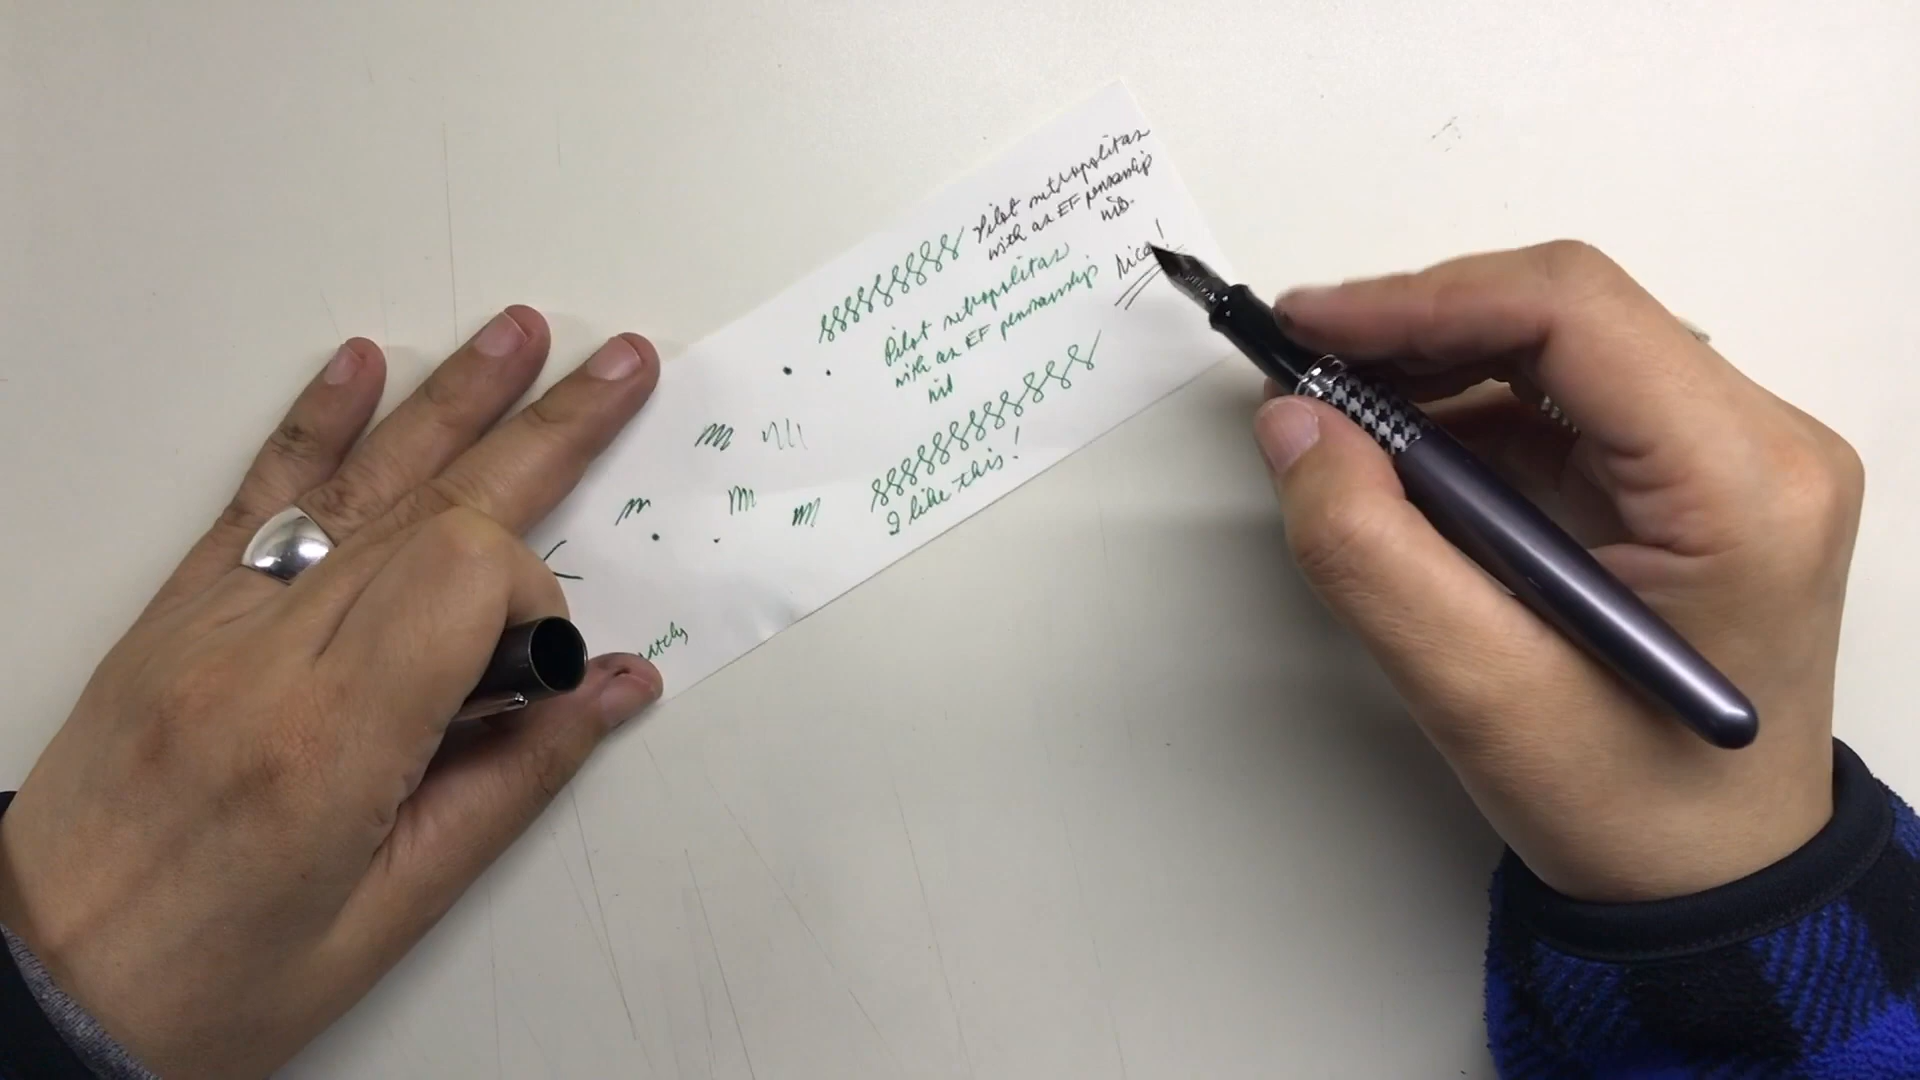 Pilot metropolitan
with an EF penmanship
nib.
Nice!
Pilot metropolitan
with an EF penmanship
nib
I like this!